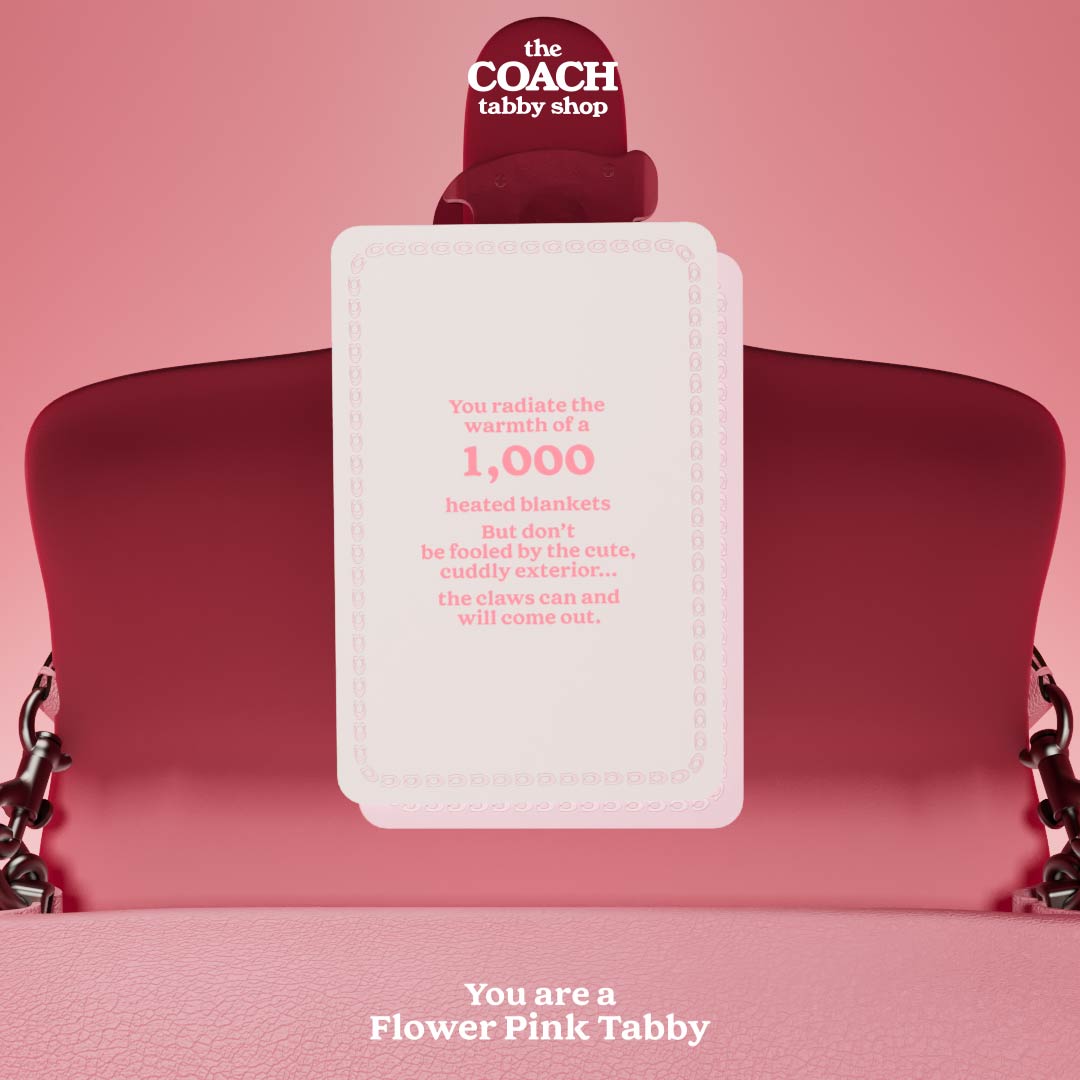 the
COACH
tabby shop
You radiate the
warmth of a
1,000
heated blankets
But don't
be fooled by the cute,
cuddly exterior...
the claws can and
will come out.
You are a
Flower Pink Tabby